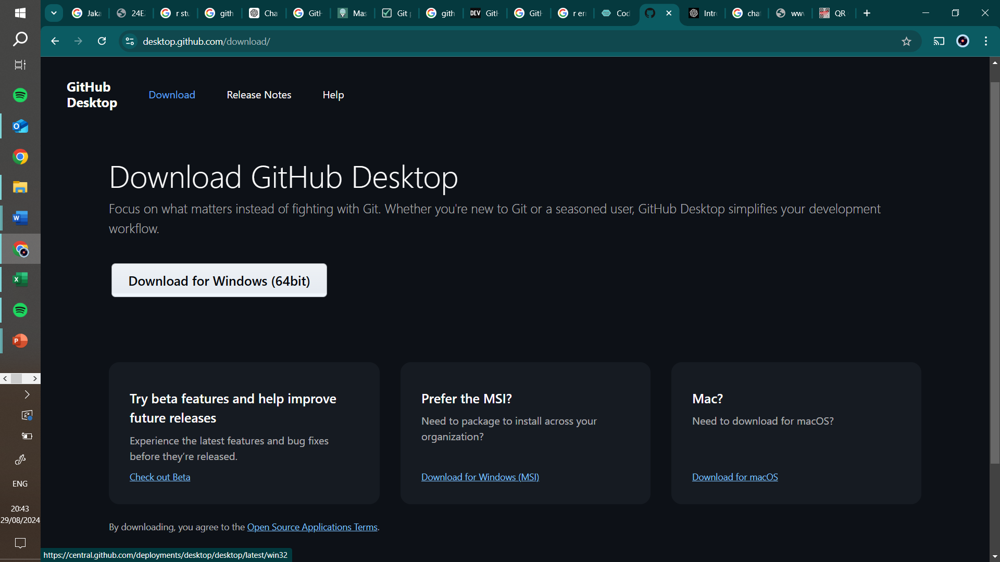 Jaka
24E
r stu
gith
Cha
GitH
Mas
Git p
gith
DEV GitH
GitH
r err
Cod
Intro
chat
www
QR
desktop.github.com/download/
GitHub
Desktop
Download
Release Notes
Help
Download GitHub Desktop
Focus on what matters instead of fighting with Git. Whether you're new to Git or a seasoned user, GitHub Desktop simplifies your development
workflow.
Download for Windows (64bit)
Try beta features and help improve
future releases
Experience the latest features and bug fixes
before they’re released.
Check out Beta
Prefer the MSI?
Need to package to install across your
organization?
Download for Windows (MSI)
Mac?
Need to download for macOS?
Download for macOS
By downloading, you agree to the Open Source Applications Terms.
ENG
20:43
29/08/2024
https://central.github.com/deployments/desktop/desktop/latest/win32